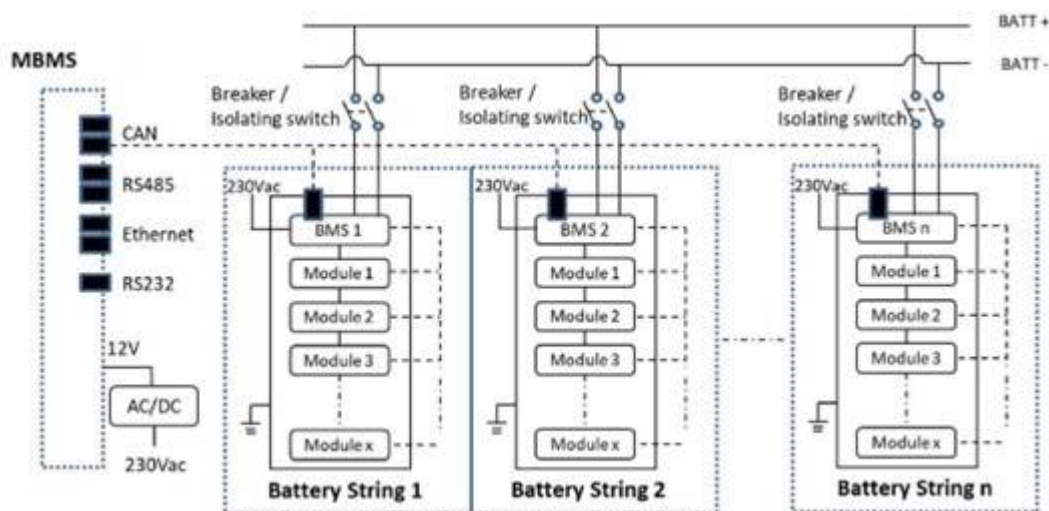 BATT +
BATT -
MBMS
Breaker /
Isolating switch
Breaker /
Isolating switch
Breaker /
Isolating switch
CAN
RS485
Ethernet
RS232
12V
AC/DC
230Vac
230Vac
BMS 1
Module 1
Module 2
Module 3
Module x
Battery String 1
230Vac
BMS 2
Module 1
Module 2
Module 3
Module x
Battery String 2
230Vac
BMS n
Module 1
Module 2
Module 3
Module x
Battery String n